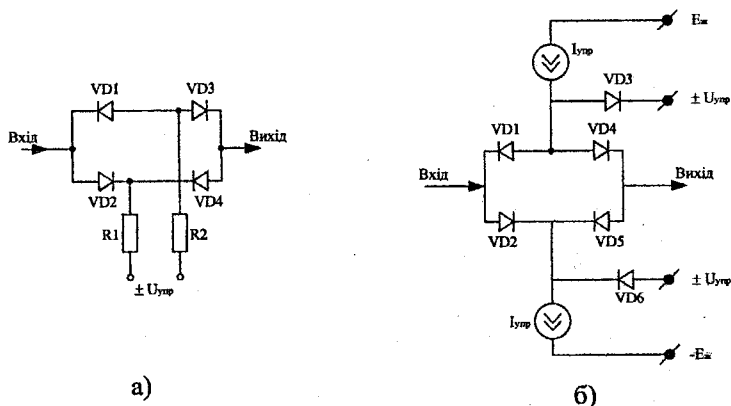 VD1 VD3
Вхід Вихід
VD2 VD4
R1 R2
± Uупр
а)
Eж
Iупр
VD3
± Uупр
VD1 VD4
Вхід Вихід
VD2 VD5
± Uупр
VD6
Iупр
-Eж
б)